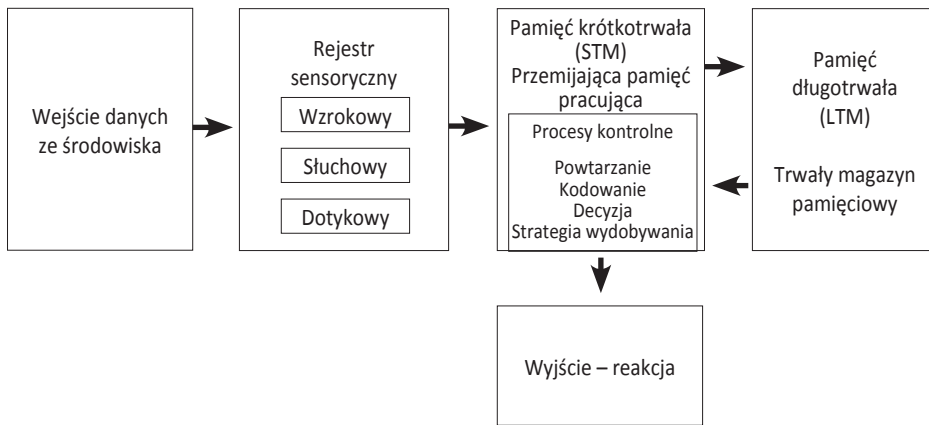 Wejście danych
ze środowiska
Rejestr
sensoryczny
Wzrokowy
Słuchowy
Dotykowy
Pamięć krótkotrwała
(STM)
Przemijająca pamięć
pracująca
Procesy kontrolne
Powtarzanie
Kodowanie
Decyzja
Strategia wydobywania
Pamięć
długotrwała
(LTM)
Trwały magazyn
pamięciowy
Wyjście – reakcja